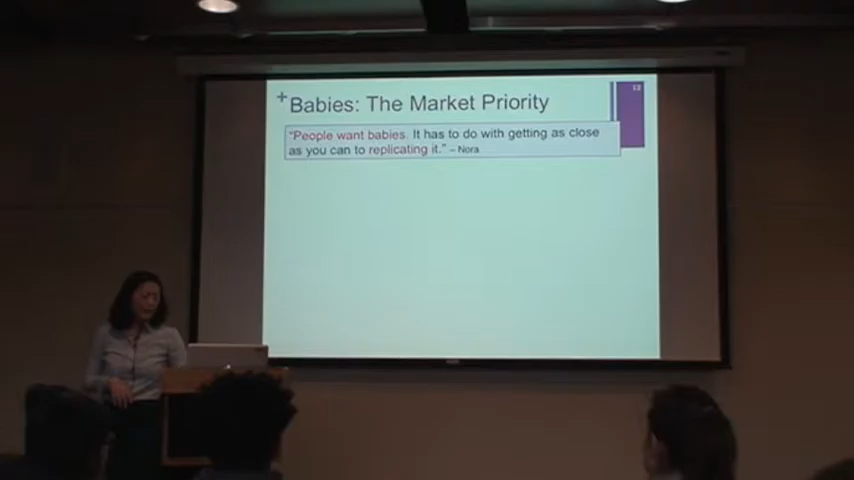 12
+ Babies: The Market Priority
"People want babies. It has to do with getting as close
as you can to replicating it." – Nora